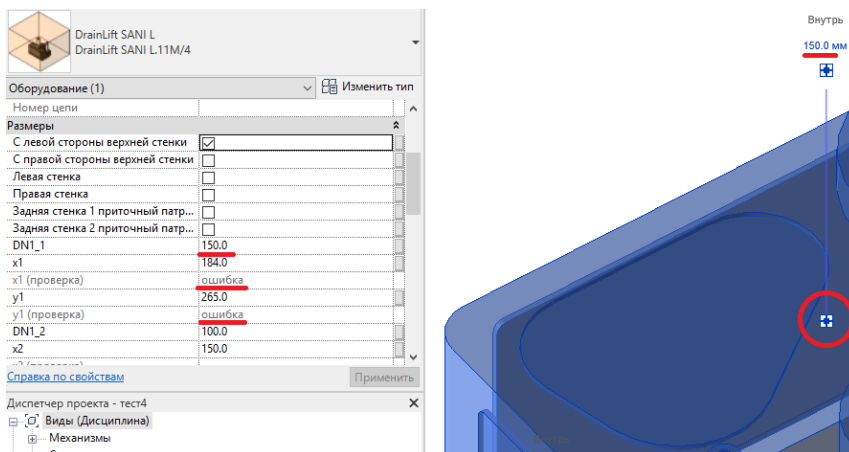 DrainLift SANI L
DrainLift SANI L.11M/4
Оборудование (1)
Изменить тип
Номер цепи
Размеры
С левой стороны верхней стенки
С правой стороны верхней стенки
Левая стенка
Правая стенка
Задняя стенка 1 приточный патр...
Задняя стенка 2 приточный патр...
DN1_1 150.0
x1 184.0
x1 (проверка) ошибка
y1 265.0
y1 (проверка) ошибка
DN1_2 100.0
x2 150.0
Справка по свойствам
Применить
Диспетчер проекта - тест4
Виды (Дисциплина)
Механизмы
Внутрь
150.0 мм